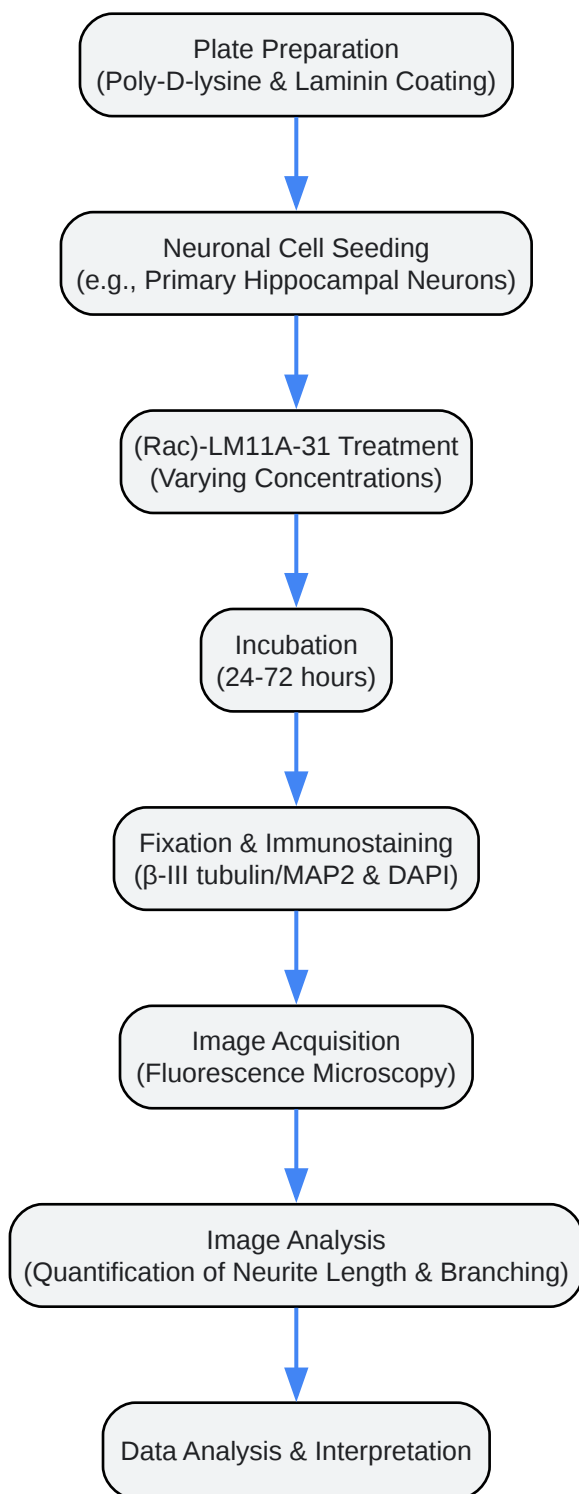 Plate Preparation
(Poly-D-lysine & Laminin Coating)
Neuronal Cell Seeding
(e.g., Primary Hippocampal Neurons)
(Rac)-LM11A-31 Treatment
(Varying Concentrations)
Incubation
(24-72 hours)
Fixation & Immunostaining
(β-III tubulin/MAP2 & DAPI)
Image Acquisition
(Fluorescence Microscopy)
Image Analysis
(Quantification of Neurite Length & Branching)
Data Analysis & Interpretation